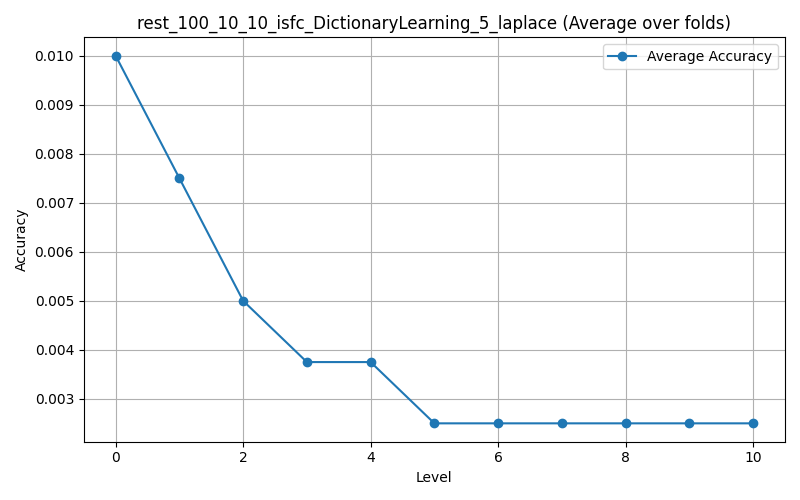 rest_100_10_10_isfc_DictionaryLearning_5_laplace (Average over folds)
Average Accuracy
0.010
0.009
0.008
0.007
0.006
0.005
0.004
0.003
Accuracy
0 2 4 6 8 10
Level